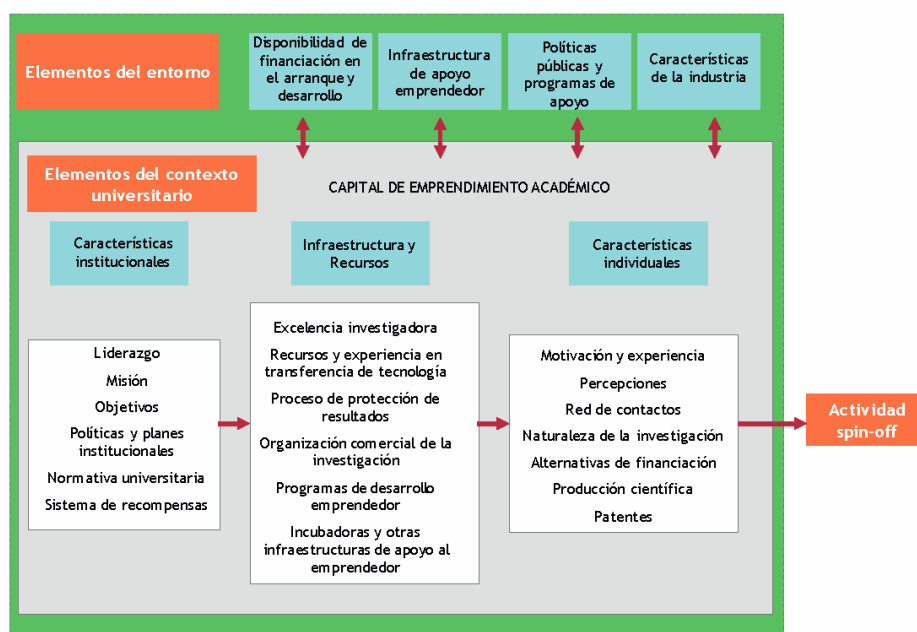 Elementos del entorno
Disponibilidad de
financiación en
el arranque y
desarrollo
Infraestructura
de apoyo
emprendedor
Políticas
públicas y
programas de
apoyo
Características
de la industria
Elementos del contexto
universitario
CAPITAL DE EMPRENDIMIENTO ACADÉMICO
Características
institucionales
Infraestructura y
Recursos
Características
individuales
Liderazgo
Misión
Objetivos
Políticas y planes
institucionales
Normativa universitaria
Sistema de recompensas
Excelencia investigadora
Recursos y experiencia en
transferencia de tecnología
Proceso de protección de
resultados
Organización comercial de la
investigación
Programas de desarrollo
emprendedor
Incubadoras y otras
infraestructuras de apoyo al
emprendedor
Motivación y experiencia
Percepciones
Red de contactos
Naturaleza de la investigación
Alternativas de financiación
Producción científica
Patentes
Actividad
spin-off